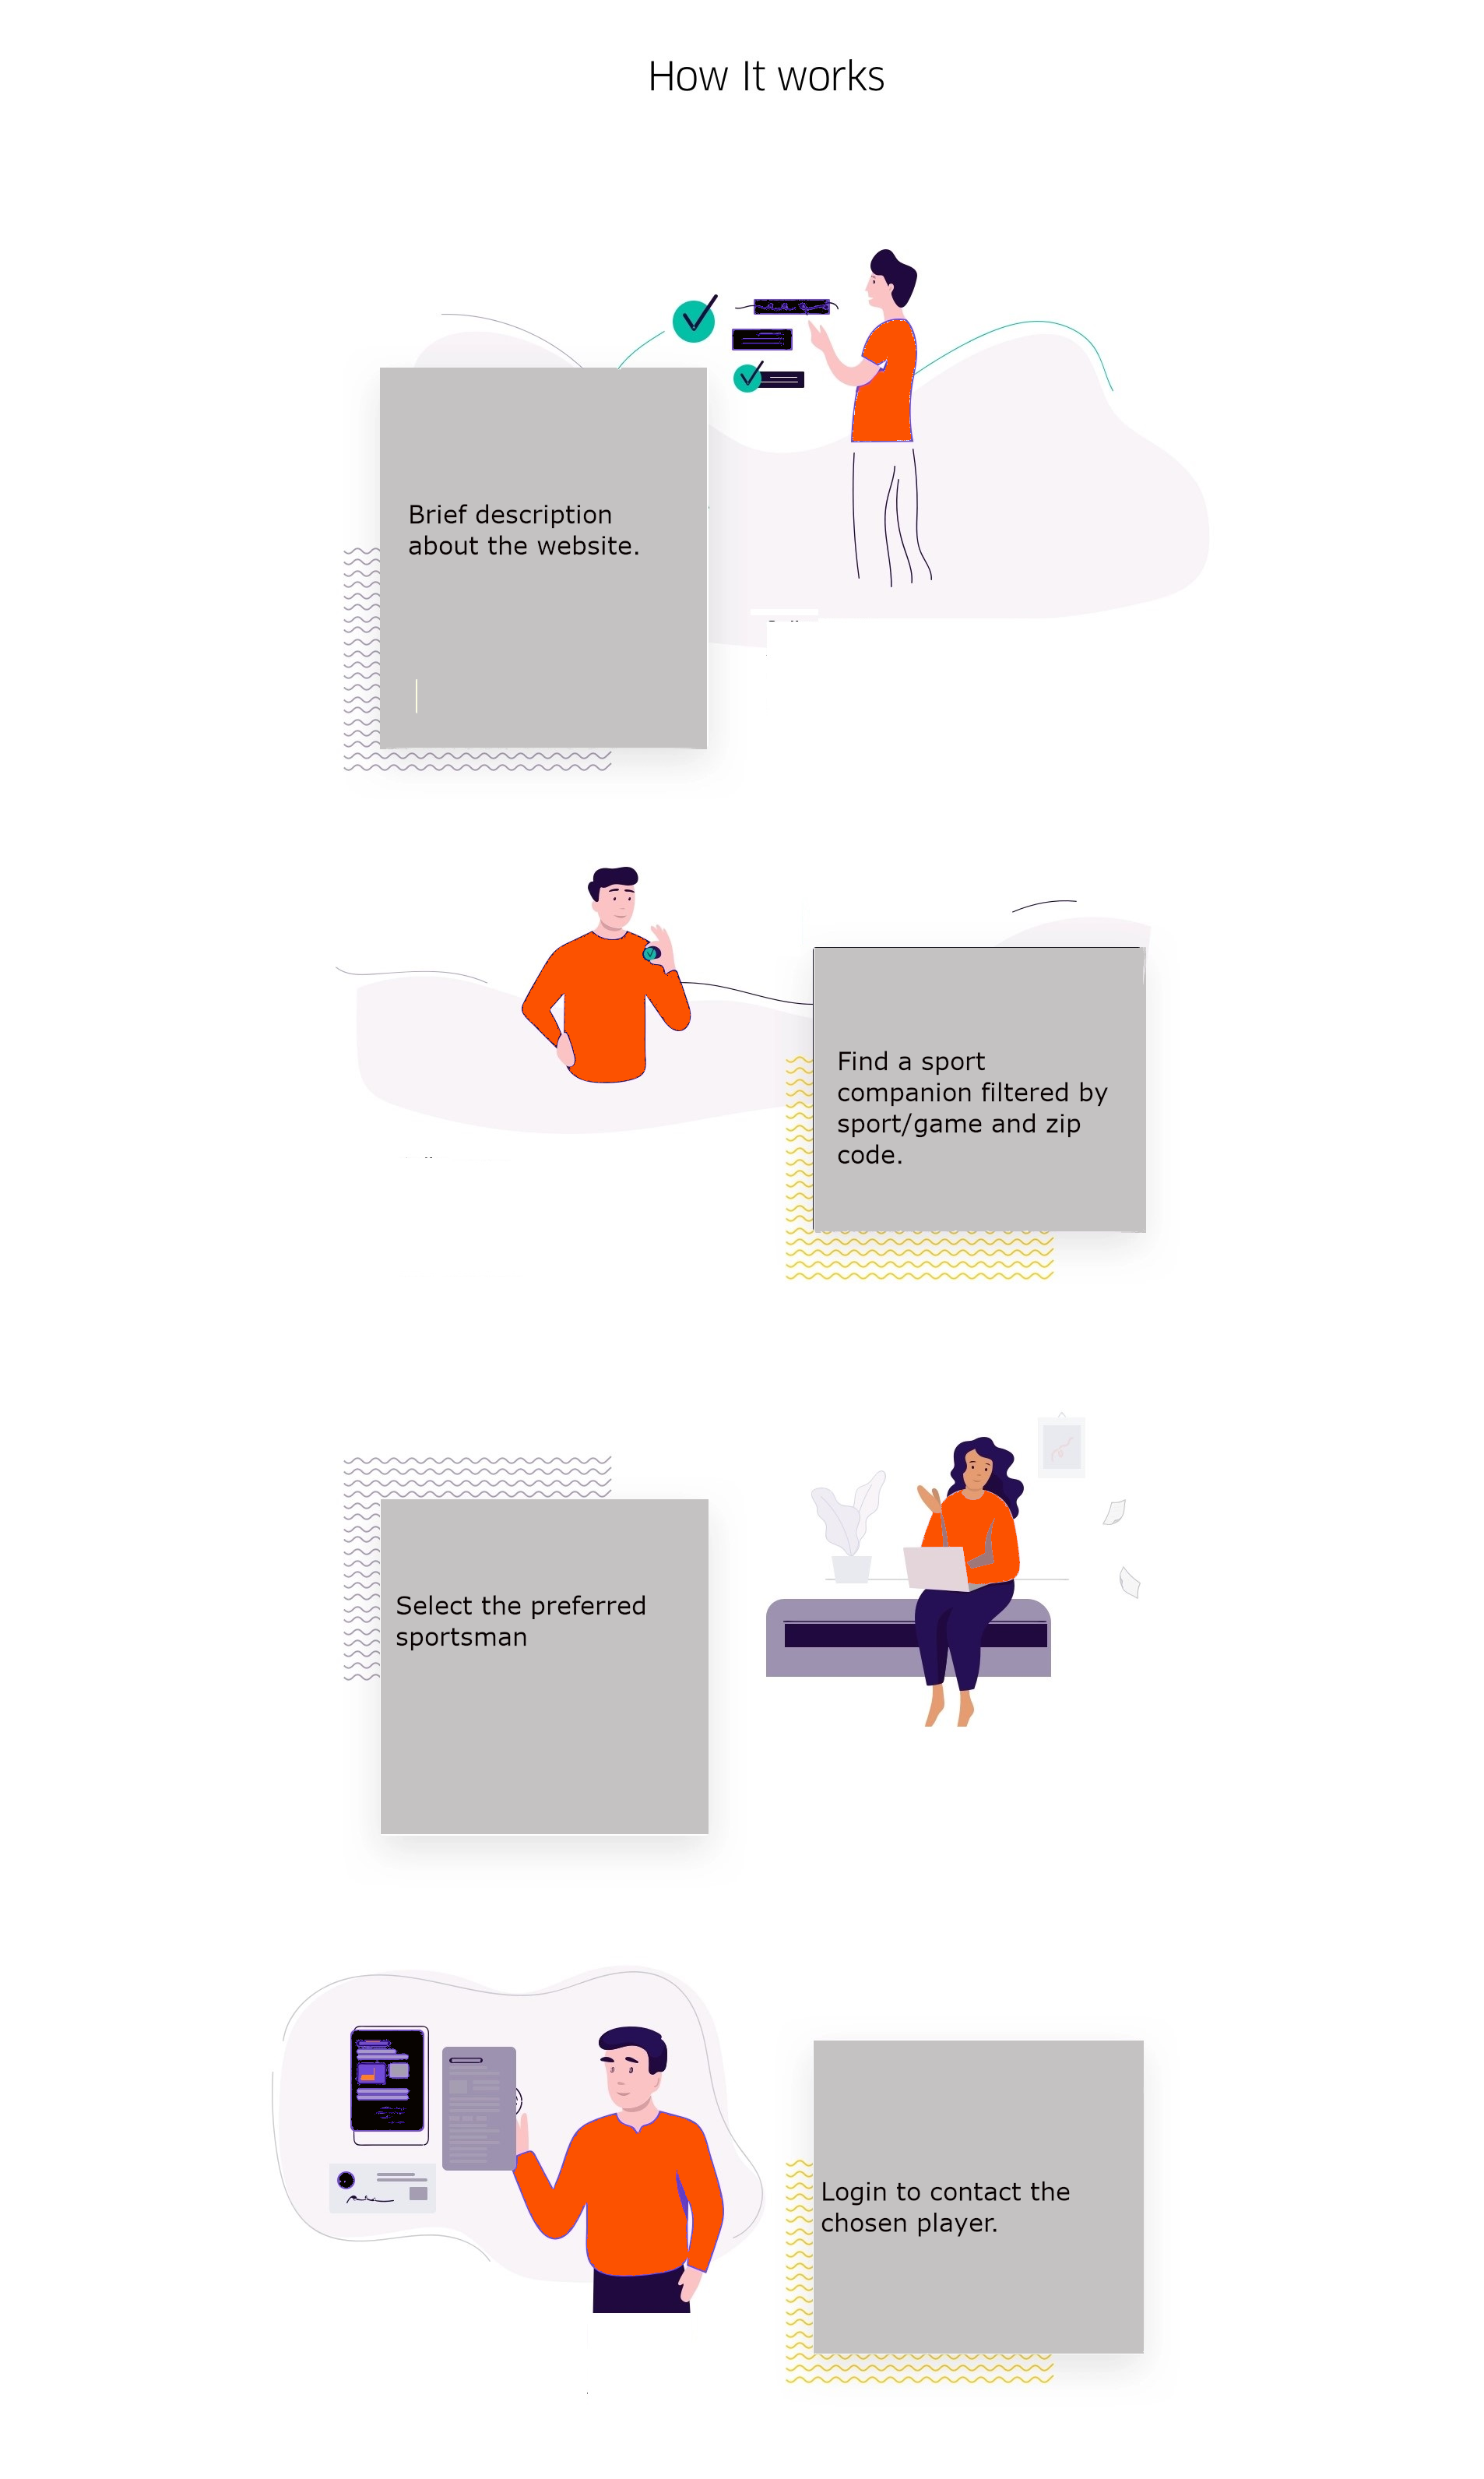 How It works
Brief description
about the website.
Find a sport
companion filtered by
sport/game and zip
code.
Select the preferred
sportsman
Login to contact the
chosen player.